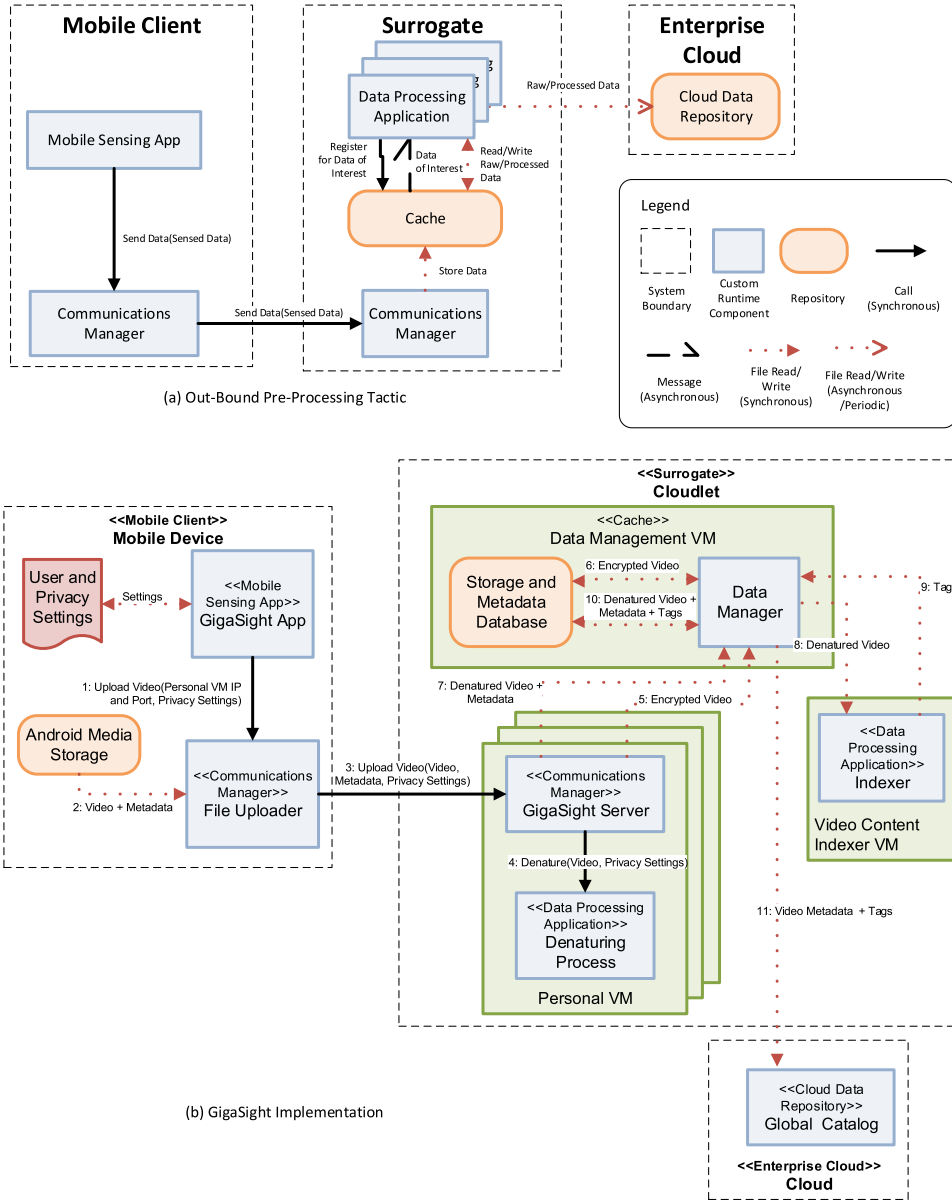 Mobile Client
Surrogate
Enterprise
Cloud
Mobile Sensing App
Send Data(Sensed Data)
Communications
Manager
Send Data(Sensed Data)
g
g
Data Processing
Application
Register
for Data of
Interest
Data
of Interest
Read/Write
Raw/Processed
Data
Cache
Store Data
Communications
Manager
Raw/Processed Data
Cloud Data
Repository
(a) Out-Bound Pre-Processing Tactic
Legend
System
Boundary
Custom
Runtime
Component
Repository
Call
(Synchronous)
Message
(Asynchronous)
File Read/
Write
(Synchronous)
File Read/Write
(Asynchronous
/Periodic)
<<Mobile Client>>
Mobile Device
User and
Privacy
Settings
Settings
<<Mobile
Sensing App>>
GigaSight App
1: Upload Video(Personal VM IP
and Port, Privacy Settings)
Android Media
Storage
2: Video + Metadata
<<Communications
Manager>>
File Uploader
3: Upload Video(Video,
Metadata, Privacy Settings)
<<Surrogate>>
Cloudlet
<<Cache>>
Data Management VM
Storage and
Metadata
Database
6: Encrypted Video
10: Denatured Video +
Metadata + Tags
Data
Manager
9: Tag
8: Denatured Video
7: Denatured Video +
Metadata
5: Encrypted Video
<<Communications
Manager>>
GigaSight Server
4: Denature(Video, Privacy Settings)
<<Data Processing
Application>>
Denaturing
Process
Personal VM
<<Data
Processing
Application>>
Indexer
Video Content
Indexer VM
11: Video Metadata + Tags
<<Cloud Data
Repository>>
Global Catalog
<<Enterprise Cloud>>
Cloud
(b) GigaSight Implementation